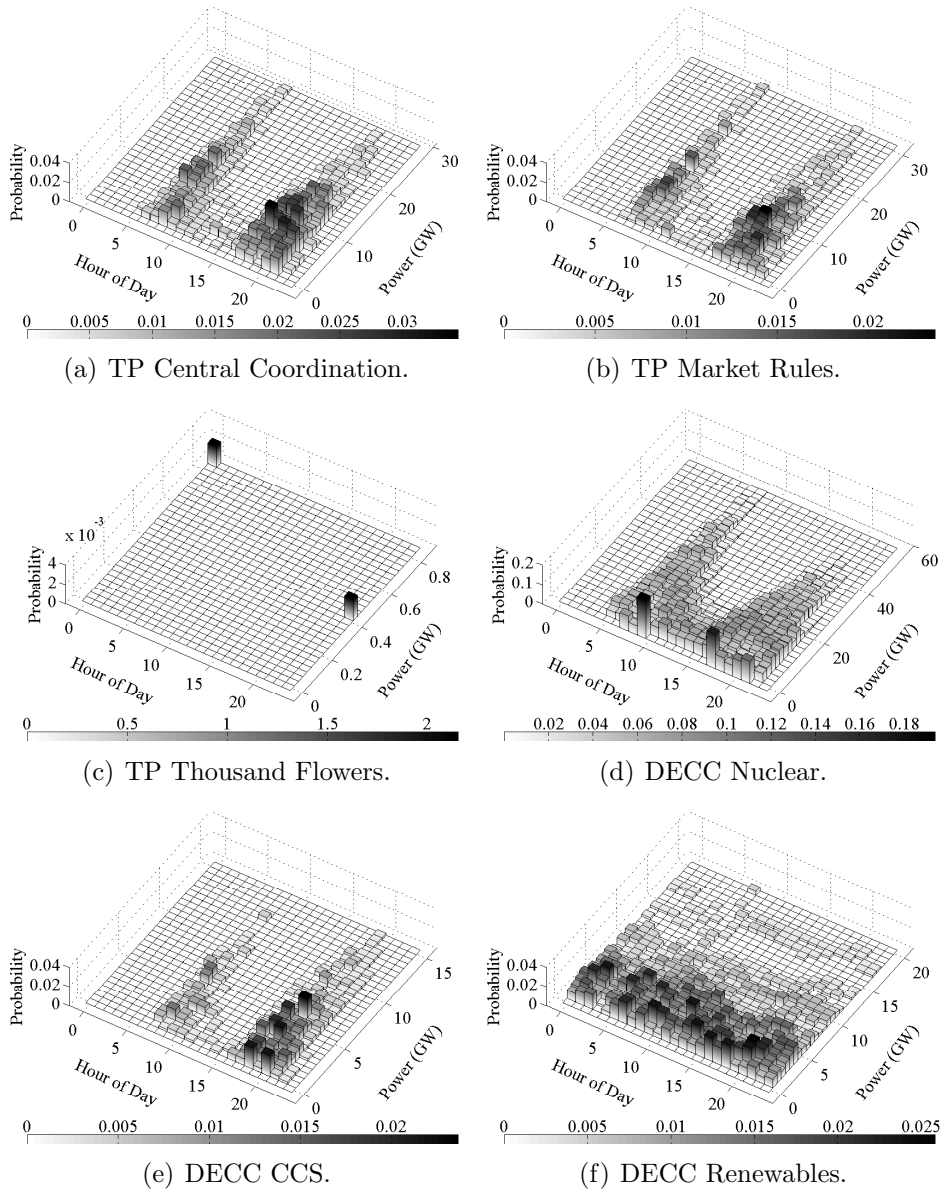 Probability
0.04
0.02
0
0
5
10
15
20
Hour of Day
0
10
20
30
Power (GW)
0 0.005 0.01 0.015 0.02 0.025 0.03
(a) TP Central Coordination.
Probability
0.04
0.02
0
0
5
10
15
20
Hour of Day
0
10
20
30
Power (GW)
0 0.005 0.01 0.015 0.02
(b) TP Market Rules.
x 10⁻³
Probability
4
2
0
0
5
10
15
20
Hour of Day
0
0.2
0.4
0.6
0.8
Power (GW)
0 0.5 1 1.5 2
(c) TP Thousand Flowers.
Probability
0.2
0.1
0
0
5
10
15
20
Hour of Day
0
20
40
60
Power (GW)
0.02 0.04 0.06 0.08 0.1 0.12 0.14 0.16 0.18
(d) DECC Nuclear.
Probability
0.04
0.02
0
0
5
10
15
20
Hour of Day
0
5
10
15
Power (GW)
0 0.005 0.01 0.015 0.02
(e) DECC CCS.
Probability
0.04
0.02
0
0
5
10
15
20
Hour of Day
0
5
10
15
20
Power (GW)
0 0.005 0.01 0.015 0.02 0.025
(f) DECC Renewables.